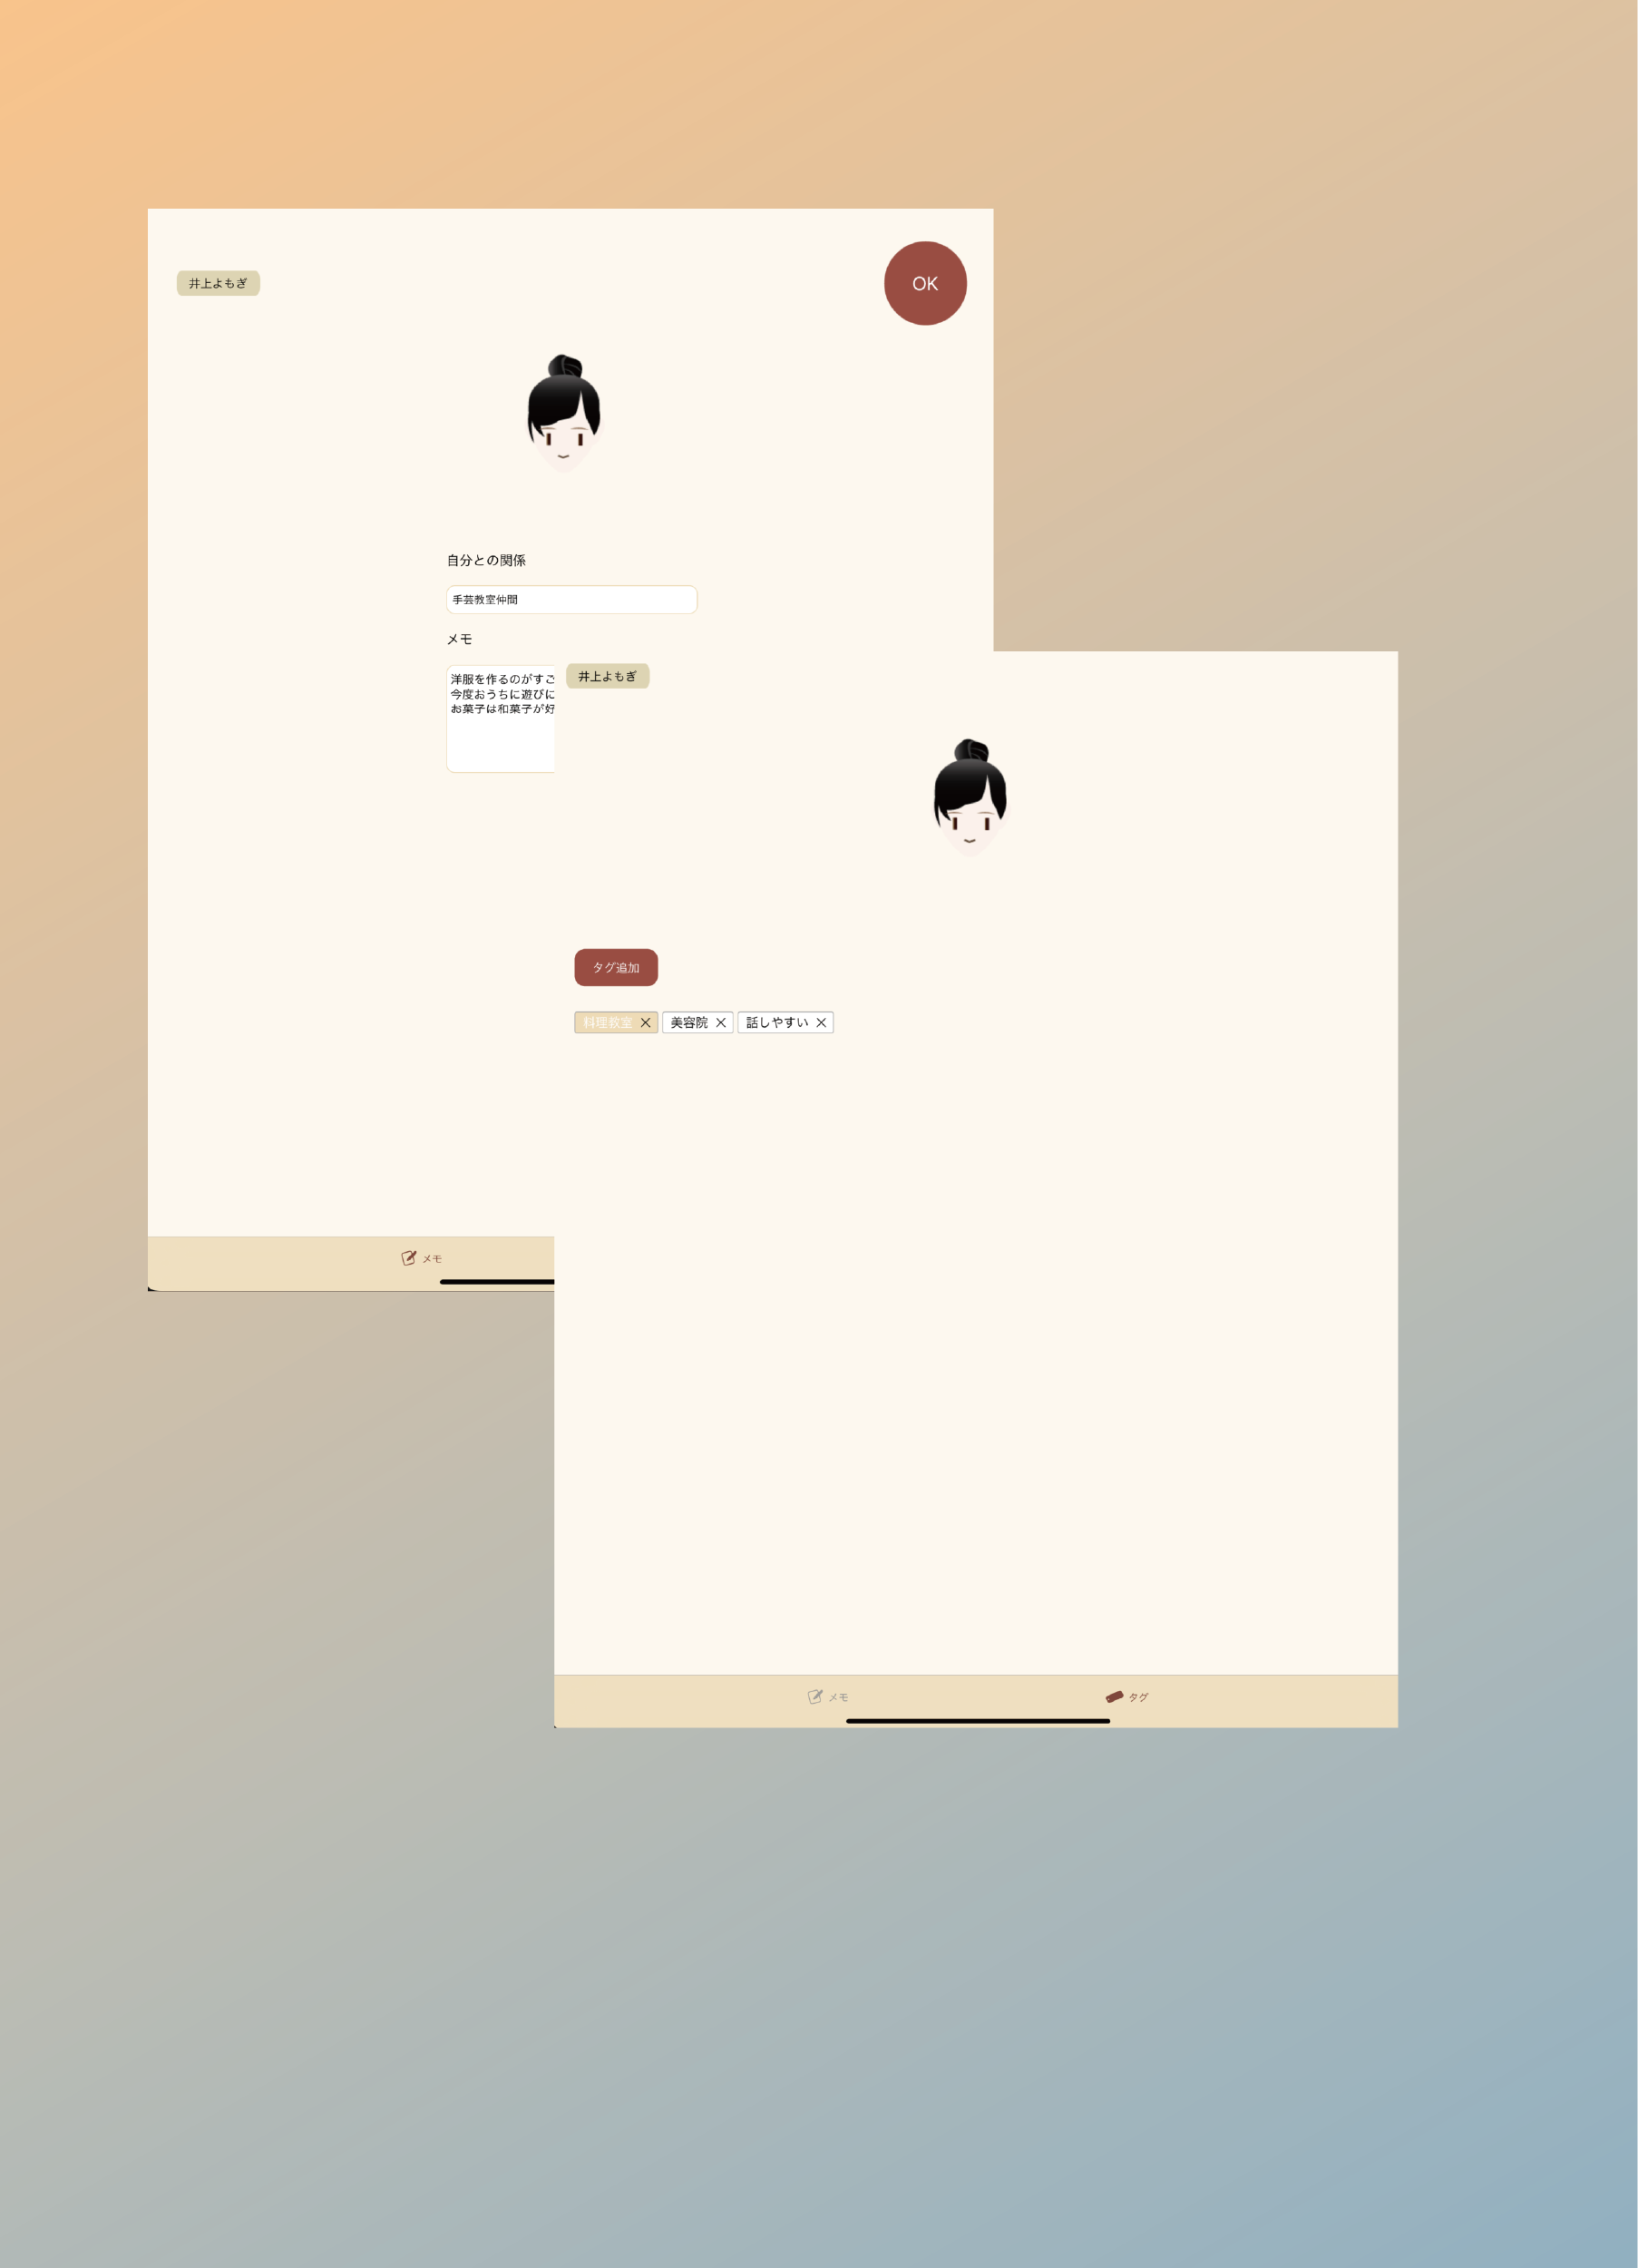 井上よもぎ
OK
自分との関係
手芸教室仲間
メモ
洋服を作るのがすご
今度おうちに遊びに
お菓子は和菓子が好
メモ
井上よもぎ
タグ追加
料理教室 × 美容院 × 話しやすい ×
メモ タグ